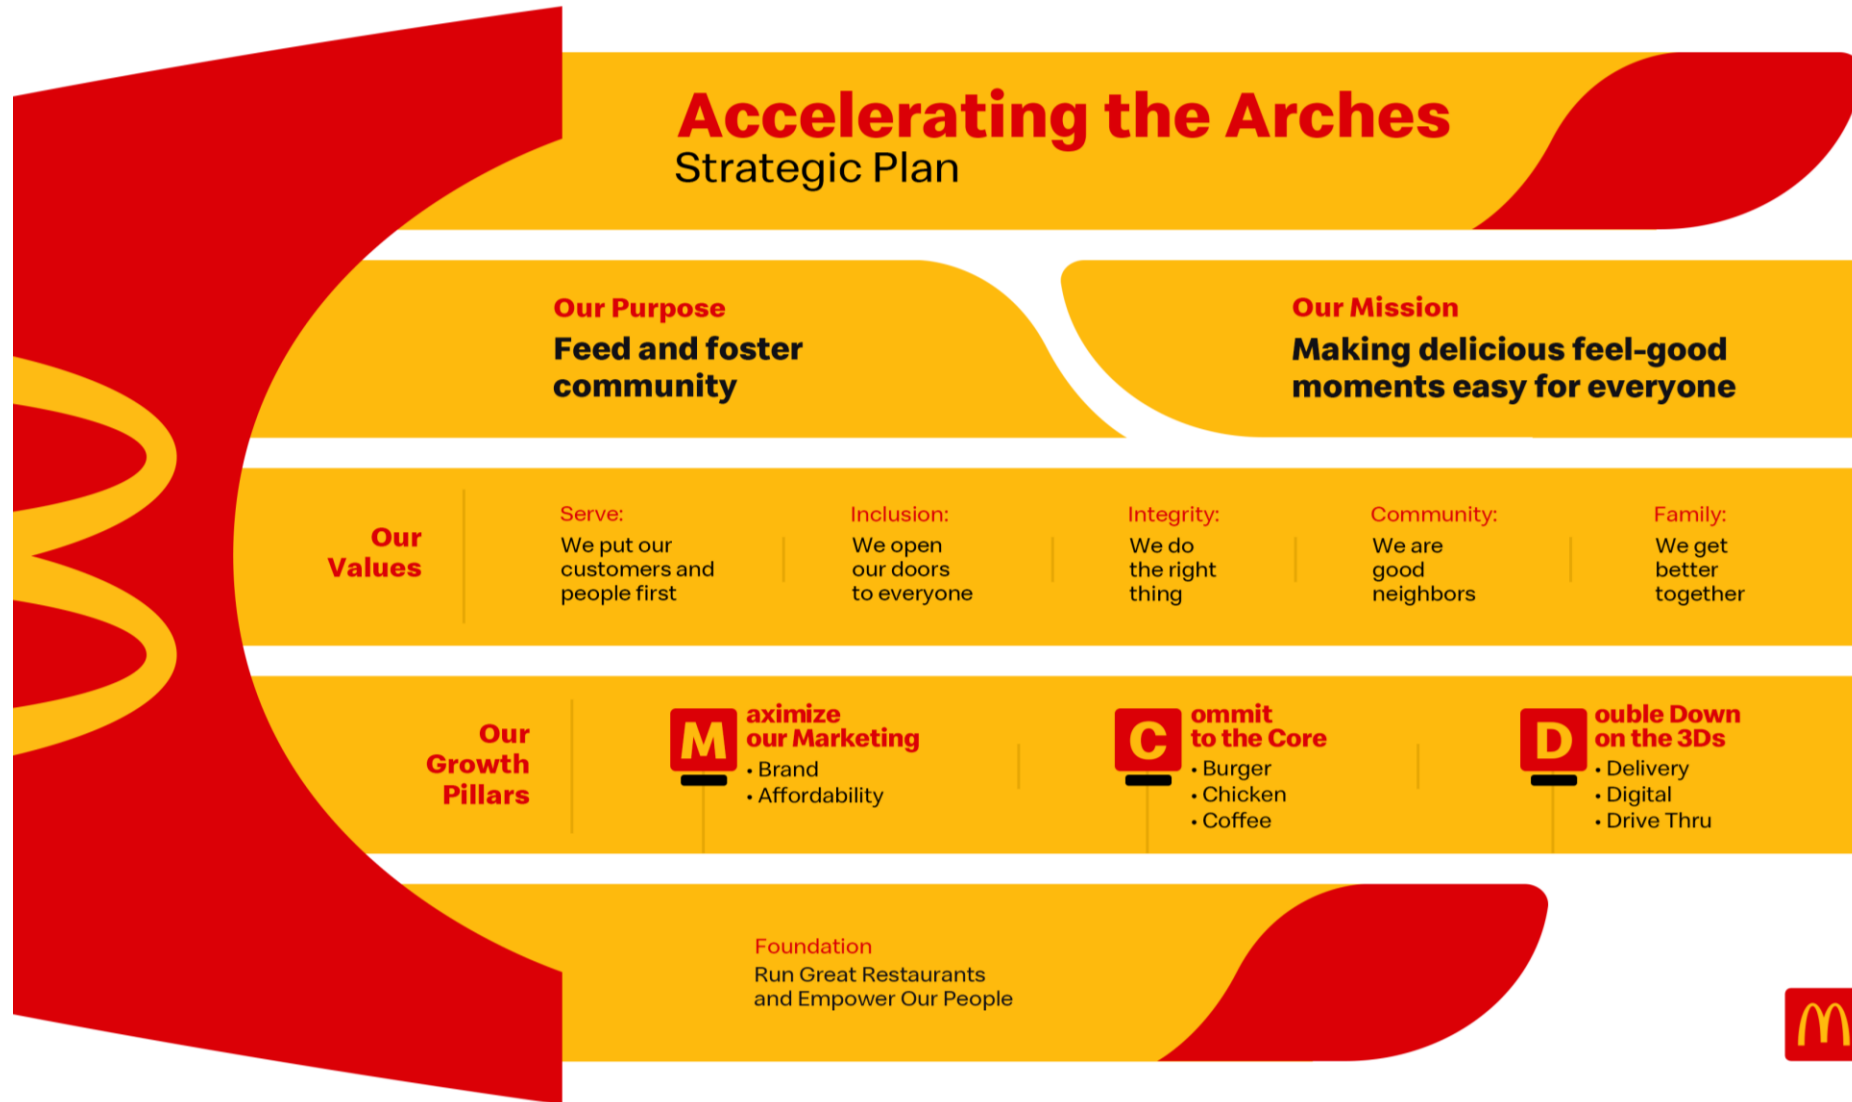 Accelerating the Arches
Strategic Plan
Our Purpose
Feed and foster
community
Our Mission
Making delicious feel-good
moments easy for everyone
Our
Values
Serve:
We put our
customers and
people first
Inclusion:
We open
our doors
to everyone
Integrity:
We do
the right
thing
Community:
We are
good
neighbors
Family:
We get
better
together
Our
Growth
Pillars
Maximize
our Marketing
• Brand
• Affordability
Commit
to the Core
• Burger
• Chicken
• Coffee
Double Down
on the 3Ds
• Delivery
• Digital
• Drive Thru
Foundation
Run Great Restaurants
and Empower Our People